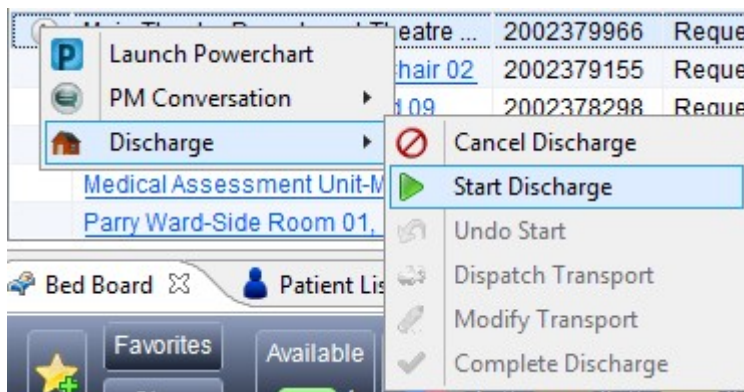 eatre ... 2002379966 Reque
Launch Powerchart
hair 02 2002379155 Reque
PM Conversation
09 2002378298 Reque
Discharge
Cancel Discharge
Medical Assessment Unit-M
Start Discharge
Parry Ward-Side Room 01,
Undo Start
Bed Board
Patient Lis
Dispatch Transport
Modify Transport
Favorites
Available
Complete Discharge